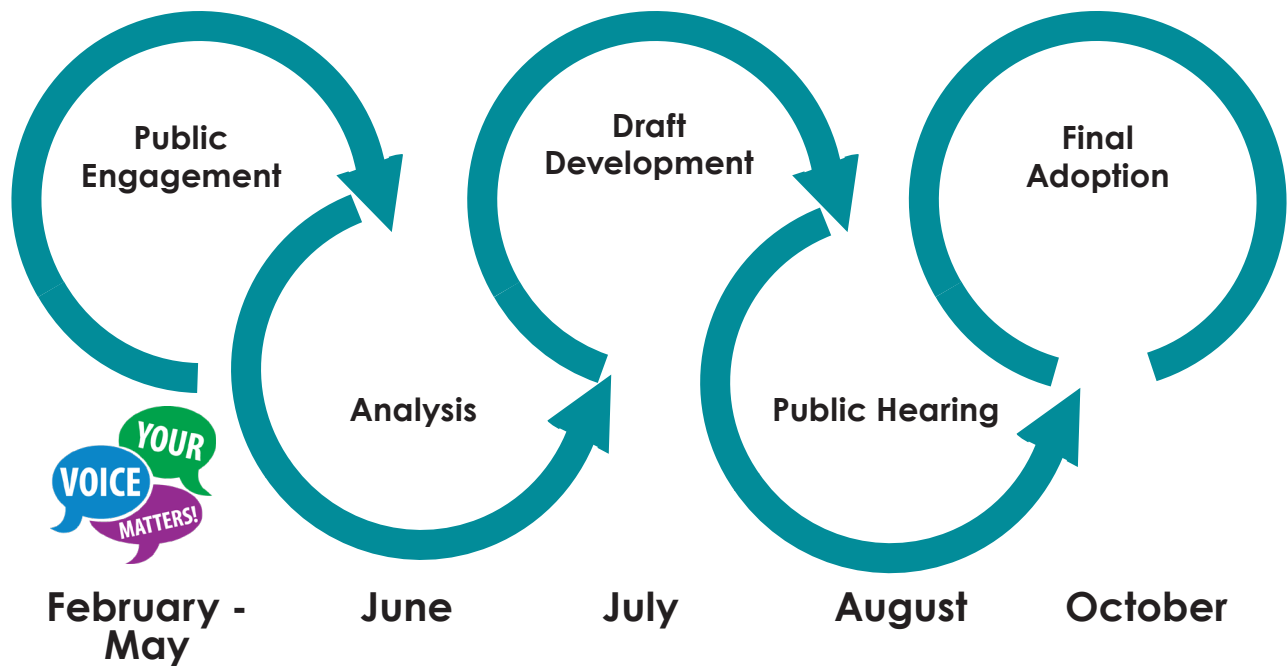 Public
Engagement
Analysis
Draft
Development
Public Hearing
Final
Adoption
YOUR
VOICE
MATTERS!
February -
May
June
July
August
October